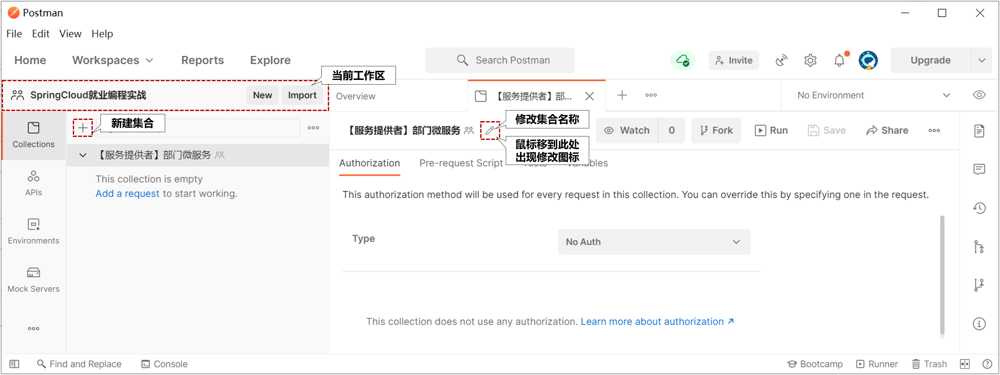 Postman
File Edit View Help
Home Workspaces Reports Explore Search Postman Invite Upgrade
当前工作区
SpringCloud就业编程实战 New Import Overview 【服务提供者】部... No Environment
新建集合
修改集合名称
【服务提供者】部门微服务 Watch 0 Fork Run Save Share
鼠标移到此处
出现修改图标
Collections
【服务提供者】部门微服务
Authorization Pre-request Script
This collection is empty
Add a request to start working.
APIs
This authorization method will be used for every request in this collection. You can override this by specifying one in the request.
Environments
Type No Auth
Mock Servers
This collection does not use any authorization. Learn more about authorization ↗
Find and Replace Console Bootcamp Runner Trash